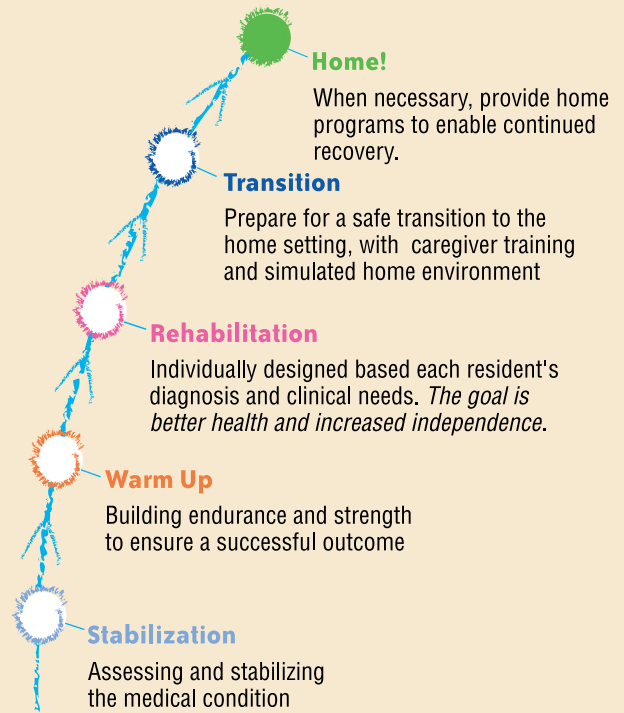 Home!
When necessary, provide home
programs to enable continued
recovery.
Transition
Prepare for a safe transition to the
home setting, with caregiver training
and simulated home environment
Rehabilitation
Individually designed based each resident's
diagnosis and clinical needs. The goal is
better health and increased independence.
Warm Up
Building endurance and strength
to ensure a successful outcome
Stabilization
Assessing and stabilizing
the medical condition